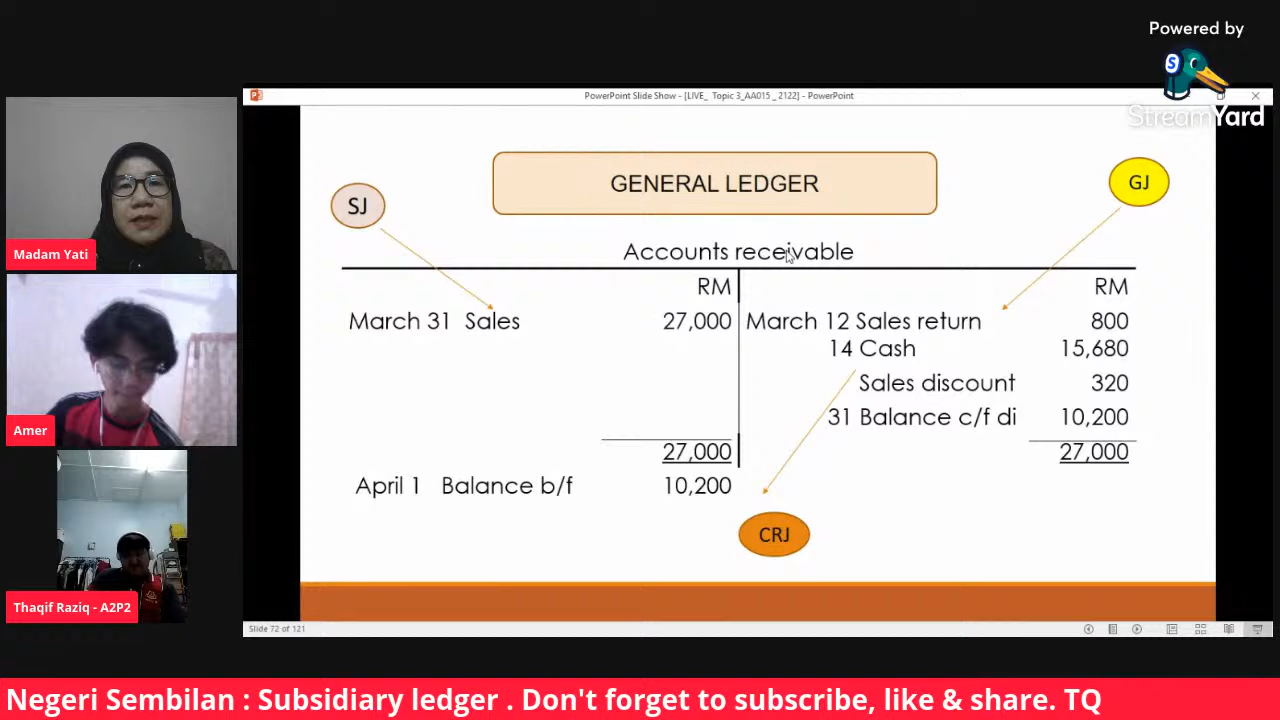 Powered by
StreamYard
PowerPoint Slide Show - [LIVE_ Topic 3_AA015 _ 2122] - PowerPoint
GENERAL LEDGER
SJ
GJ
Accounts receivable
RM RM
March 31 Sales 27,000 March 12 Sales return 800
14 Cash 15,680
Sales discount 320
31 Balance c/f di 10,200
27,000 27,000
April 1 Balance b/f 10,200
CRJ
Slide 72 of 121
Madam Yati
Amer
Thaqif Raziq - A2P2
Negeri Sembilan : Subsidiary ledger . Don't forget to subscribe, like & share. TQ